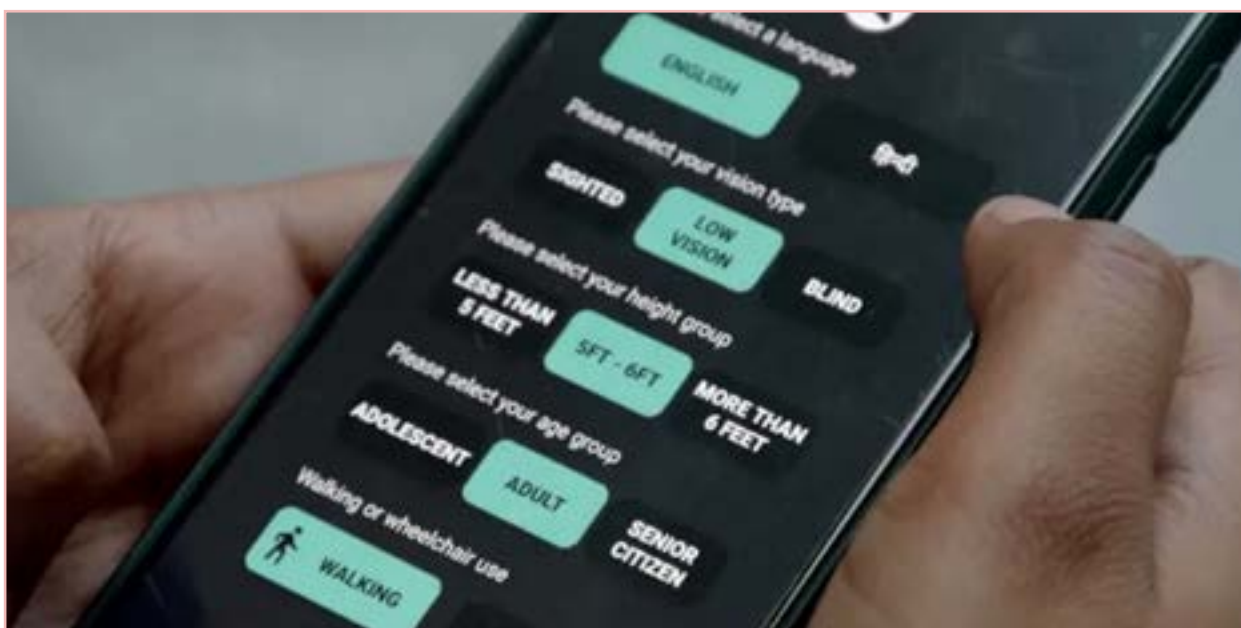 select a language
ENGLISH
हिन्दी
Please select your vision type
SIGHTED
LOW
VISION
BLIND
Please select your height group
LESS THAN
5 FEET
5FT - 6FT
MORE THAN
6 FEET
Please select your age group
ADOLESCENT
ADULT
SENIOR
CITIZEN
Walking or wheelchair use
WALKING